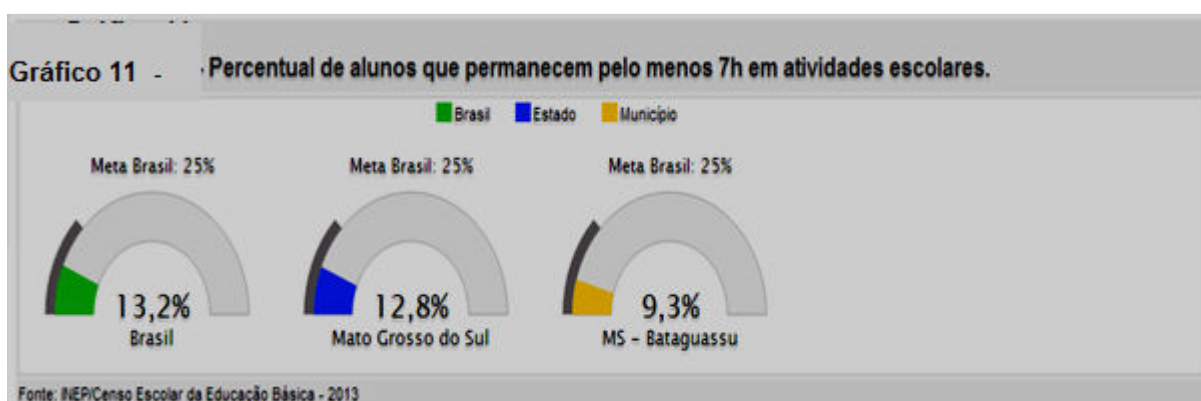 Gráfico 11 - - Percentual de alunos que permanecem pelo menos 7h em atividades escolares.
Brasil Estado Município
Meta Brasil: 25% Meta Brasil: 25% Meta Brasil: 25%
13,2% 12,8% 9,3%
Brasil Mato Grosso do Sul MS - Bataguassu
Fonte: INEP/Censo Escolar da Educação Básica - 2013